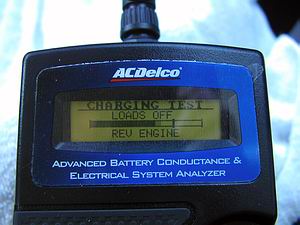 ACDelco
CHARGING TEST
LOADS OFF
REV ENGINE
ADVANCED BATTERY CONDUCTANCE &
ELECTRICAL SYSTEM ANALYZER